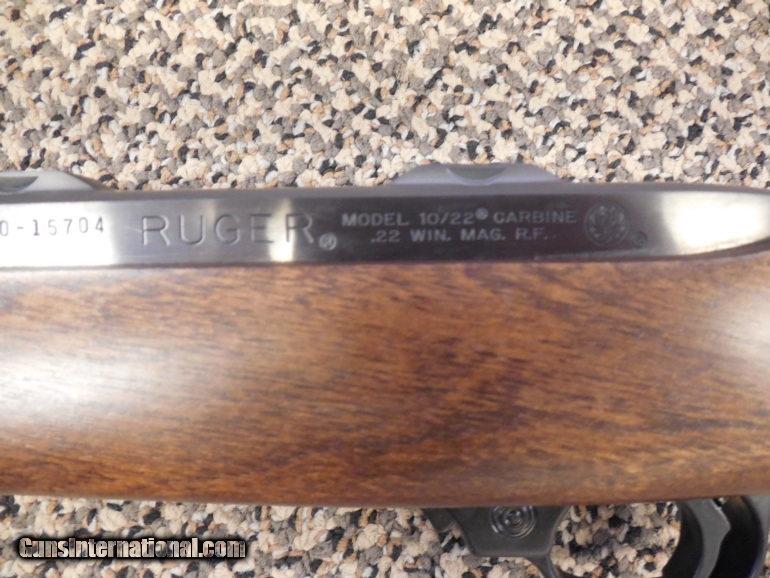 0-15704 RUGER® MODEL 10/22® CARBINE
.22 WIN. MAG. R.F. ®
GunsInternational.com